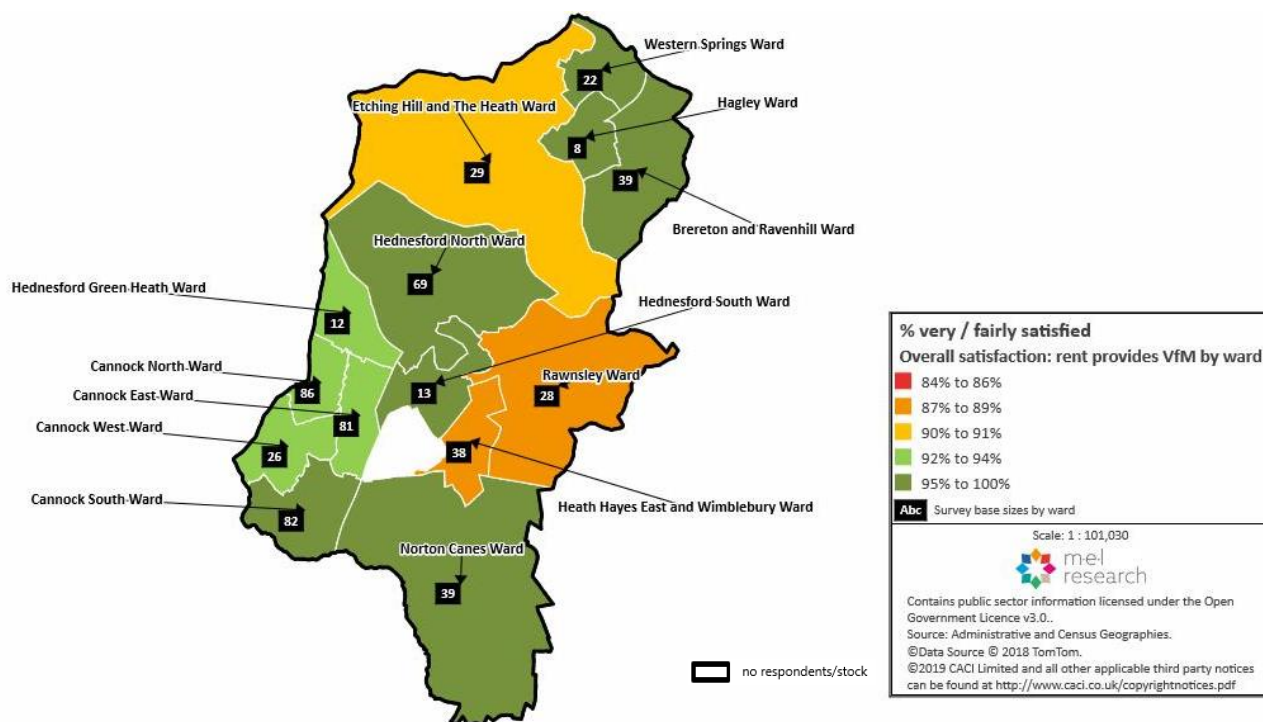 Western Springs Ward
22
Etching Hill and The Heath Ward
Hagley Ward
8
29
39
Brereton and Ravenhill Ward
Hednesford North Ward
69
Hednesford Green Heath Ward
Hednesford South Ward
12
Cannock North Ward
Rawnsley Ward
86
13
28
Cannock East Ward
81
Cannock West Ward
26
38
Cannock South Ward
Heath Hayes East and Wimblebury Ward
82
Norton Canes Ward
39
no respondents/stock
% very / fairly satisfied
Overall satisfaction: rent provides VfM by ward
84% to 86%
87% to 89%
90% to 91%
92% to 94%
95% to 100%
Abc Survey base sizes by ward
Scale: 1 : 101,030
m·e·l
research
Contains public sector information licensed under the Open
Government Licence v3.0..
Source: Administrative and Census Geographies.
©Data Source © 2018 TomTom.
©2019 CACI Limited and all other applicable third party notices
can be found at http://www.caci.co.uk/copyrightnotices.pdf